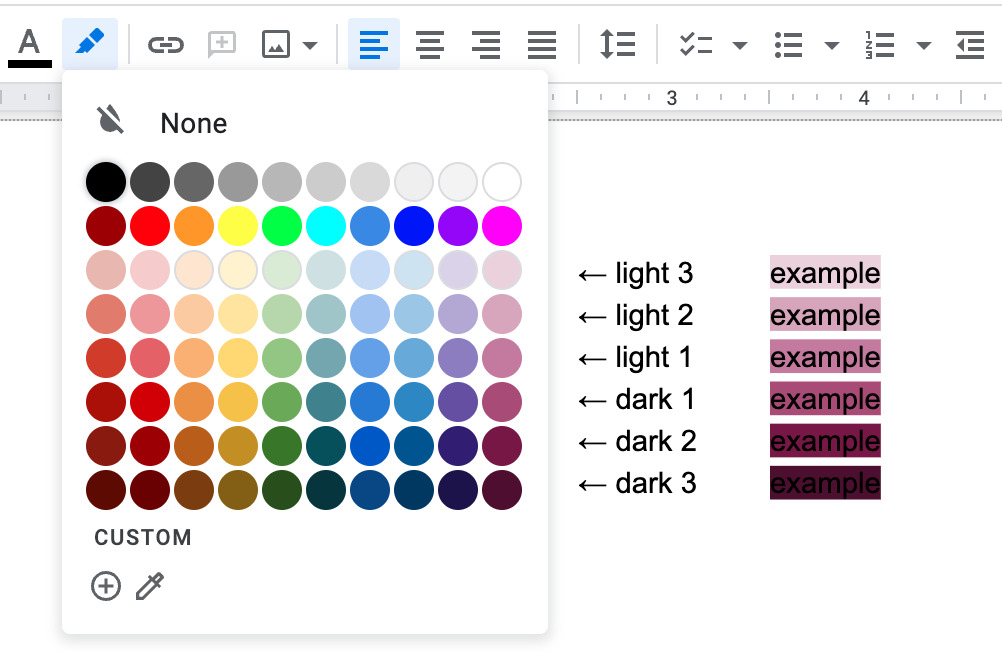 A
3 4
None
← light 3 example
← light 2 example
← light 1 example
← dark 1 example
← dark 2 example
← dark 3 example
CUSTOM